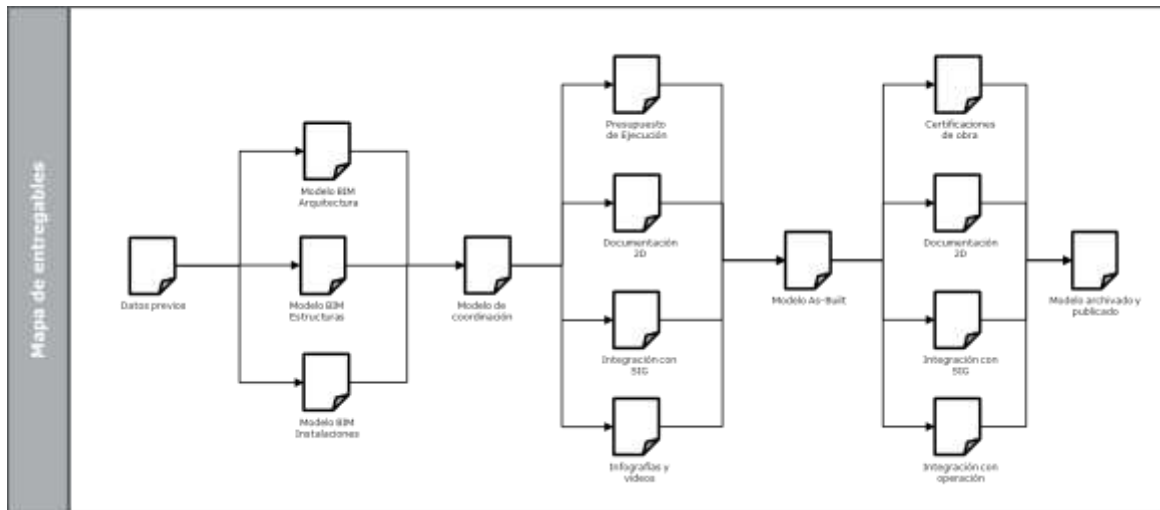 Mapa de entregables
Datos previos
Modelo BIM
Arquitectura
Modelo BIM
Estructuras
Modelo BIM
Instalaciones
Modelo de
coordinación
Presupuesto
de Ejecución
Documentación
2D
Integración con
SIG
Infografías y
vídeos
Modelo As-Built
Certificaciones
de obra
Documentación
2D
Integración con
SIG
Integración con
operación
Modelo archivado y
publicado